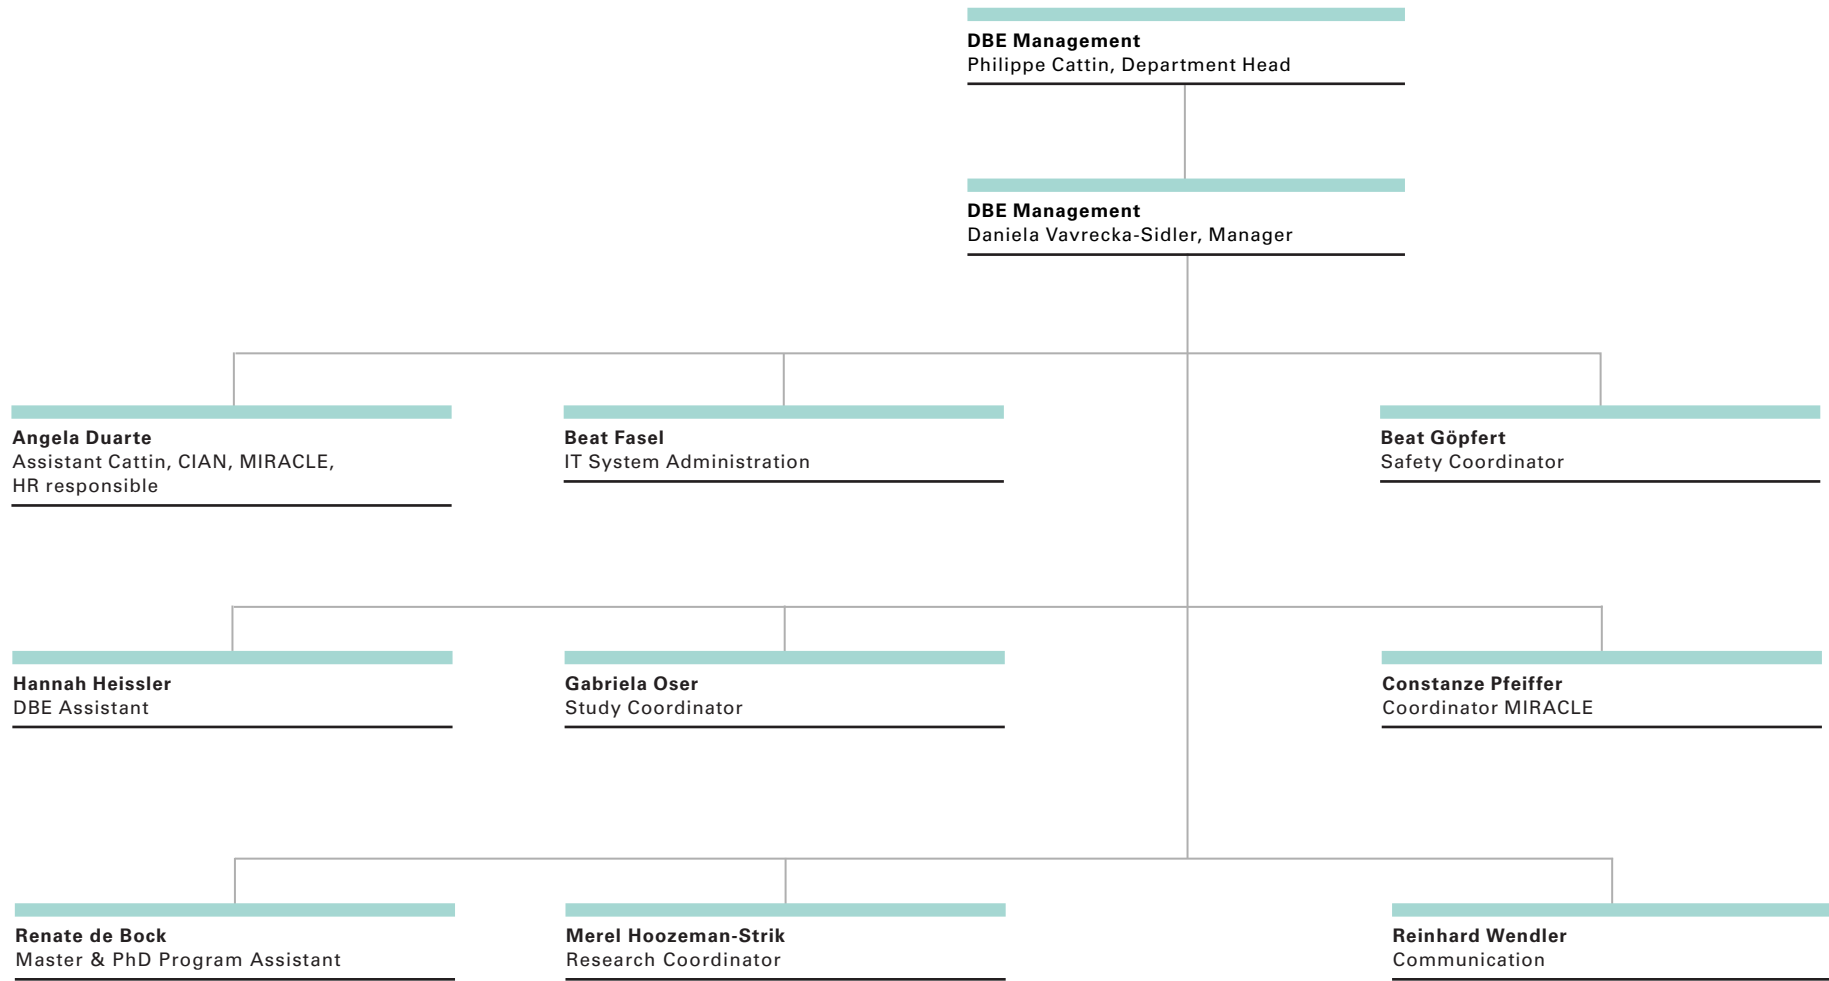 DBE Management
Philippe Cattin, Department Head
DBE Management
Daniela Vavrecka-Sidler, Manager
Angela Duarte
Assistant Cattin, CIAN, MIRACLE,
HR responsible
Beat Fasel
IT System Administration
Beat Göpfert
Safety Coordinator
Hannah Heissler
DBE Assistant
Gabriela Oser
Study Coordinator
Constanze Pfeiffer
Coordinator MIRACLE
Renate de Bock
Master & PhD Program Assistant
Merel Hoozeman-Strik
Research Coordinator
Reinhard Wendler
Communication